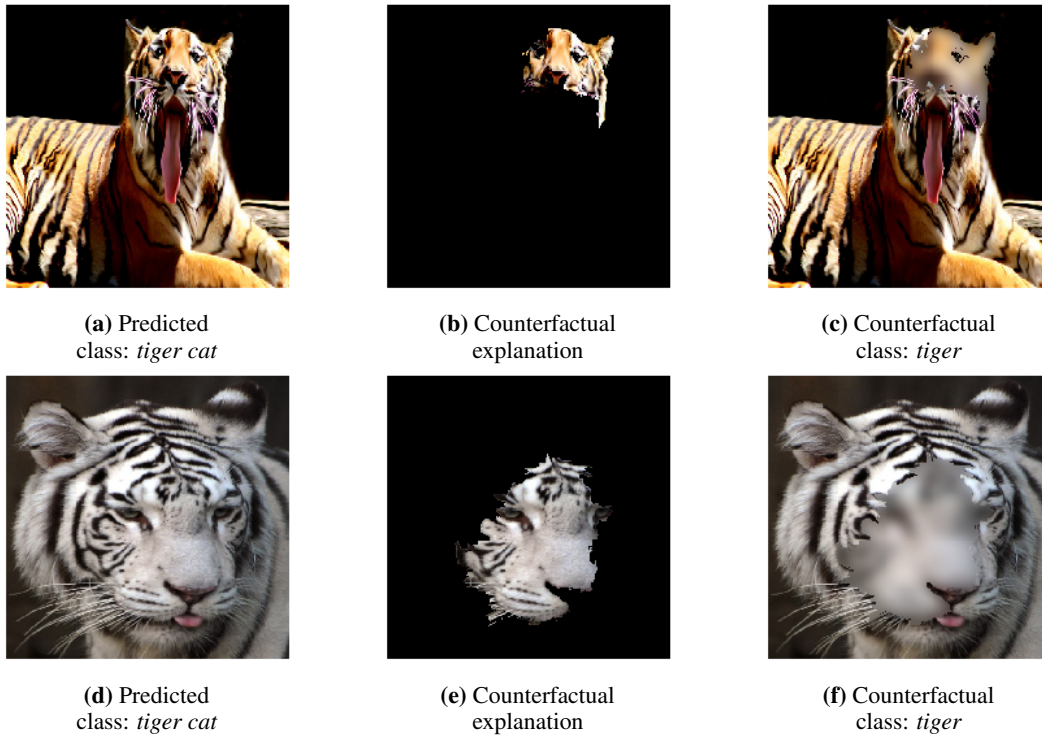 (a) Predicted
class: tiger cat
(b) Counterfactual
explanation
(c) Counterfactual
class: tiger
(d) Predicted
class: tiger cat
(e) Counterfactual
explanation
(f) Counterfactual
class: tiger